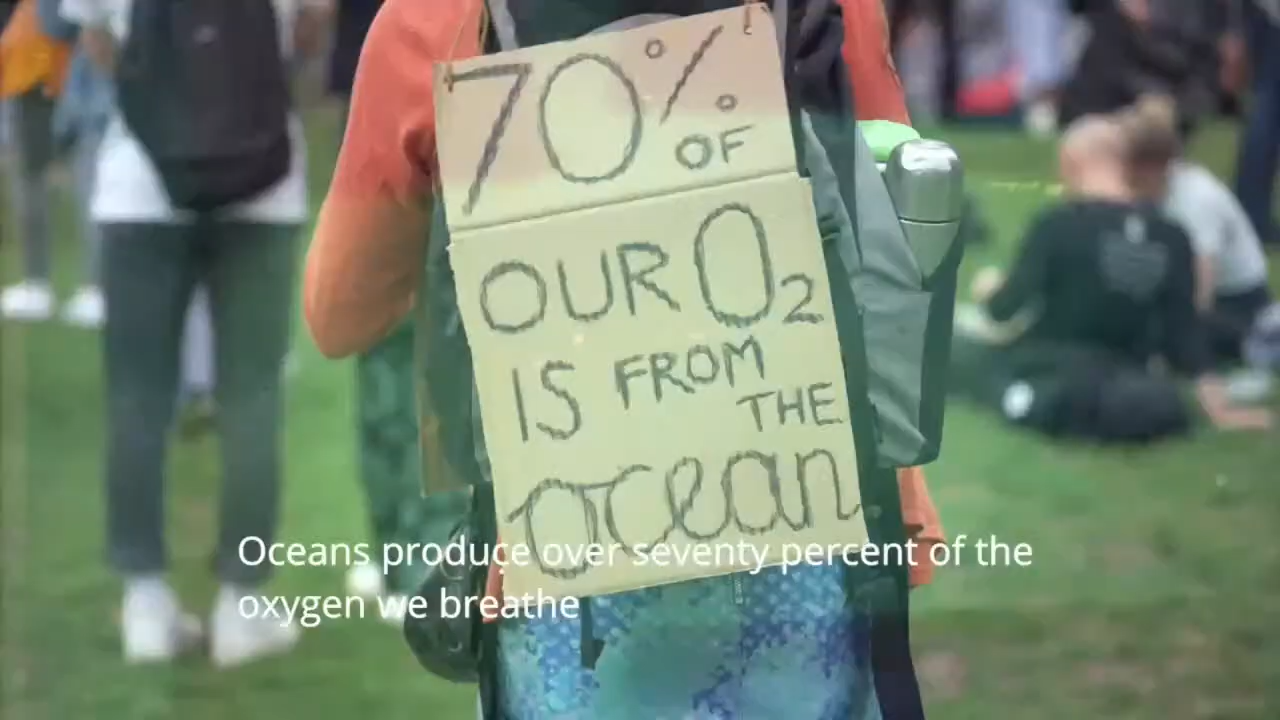 70% OF
OUR O₂
IS FROM
THE
ocean
Oceans produce over seventy percent of the
oxygen we breathe